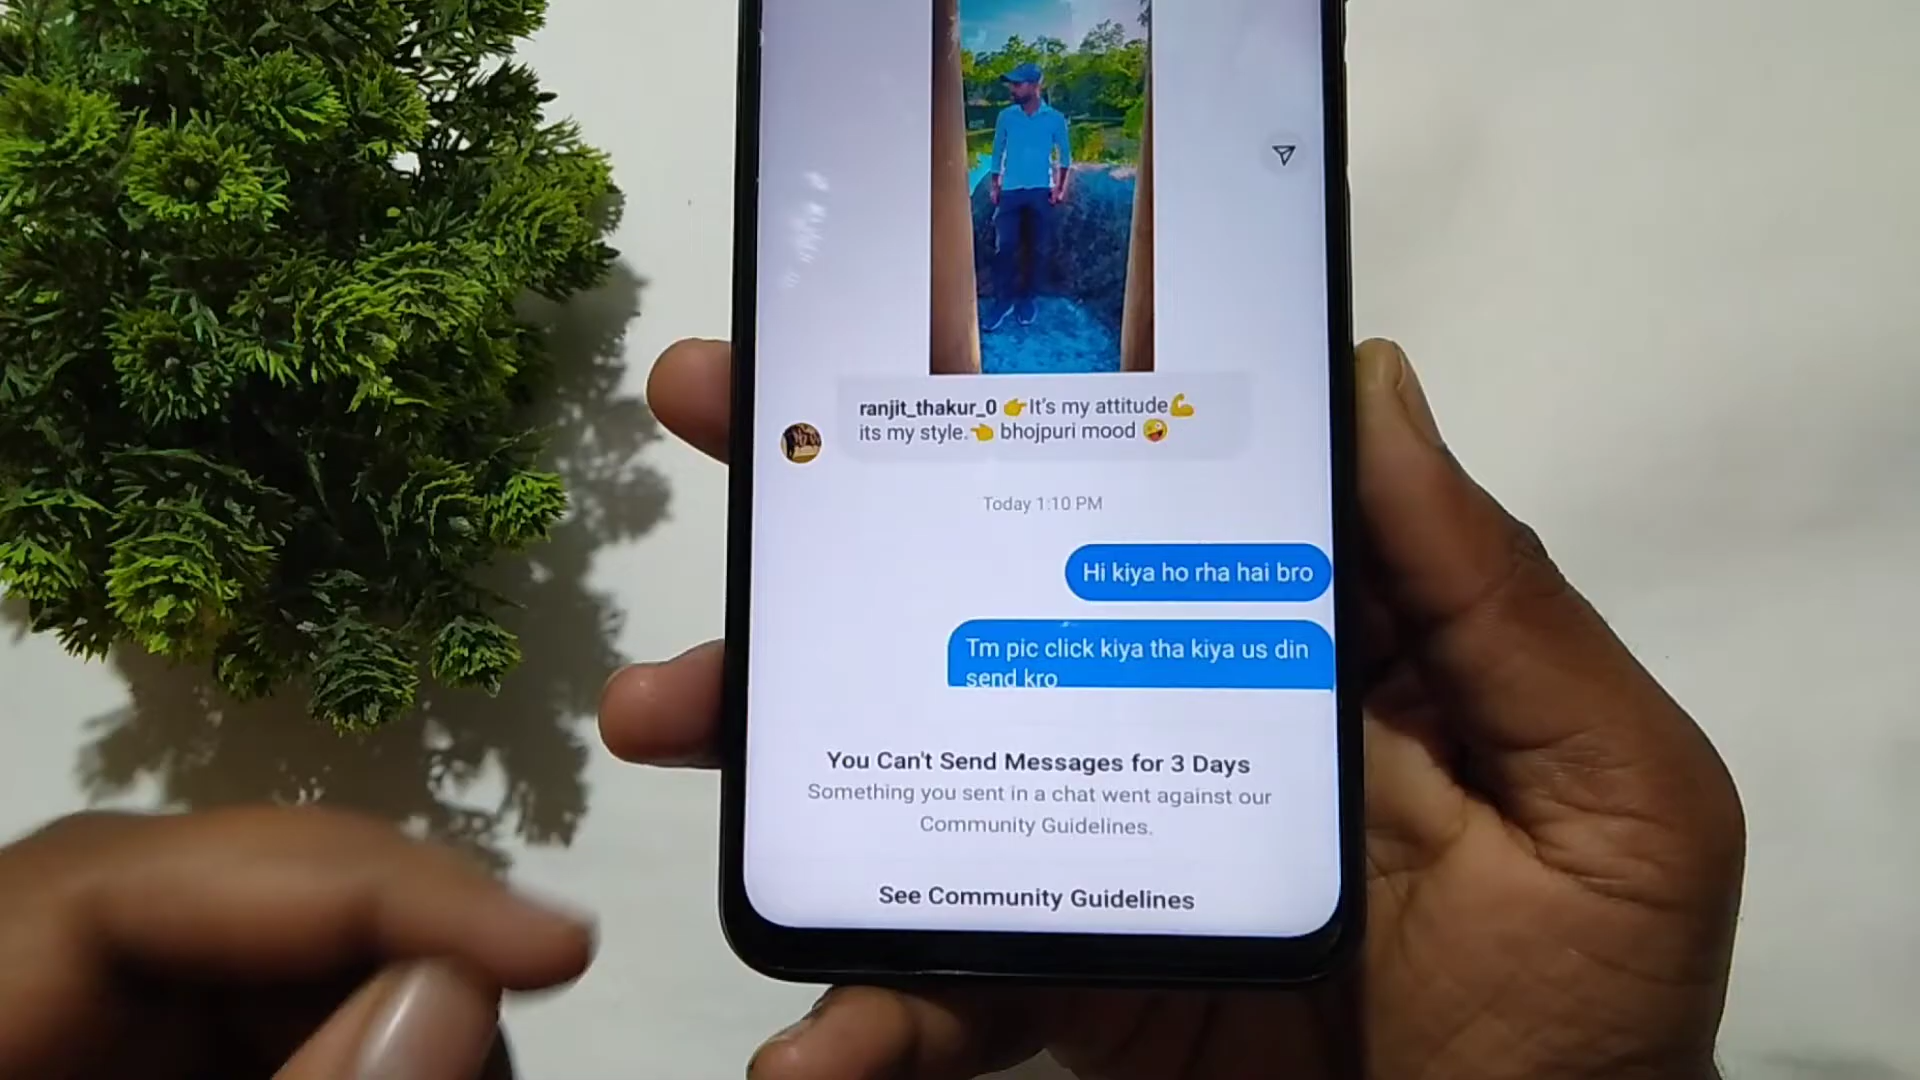 ranjit_thakur_0 👉It's my attitude💪
its my style.👈 bhojpuri mood 🤪
Today 1:10 PM
Hi kiya ho rha hai bro
Tm pic click kiya tha kiya us din
send kro
You Can't Send Messages for 3 Days
Something you sent in a chat went against our
Community Guidelines.
See Community Guidelines